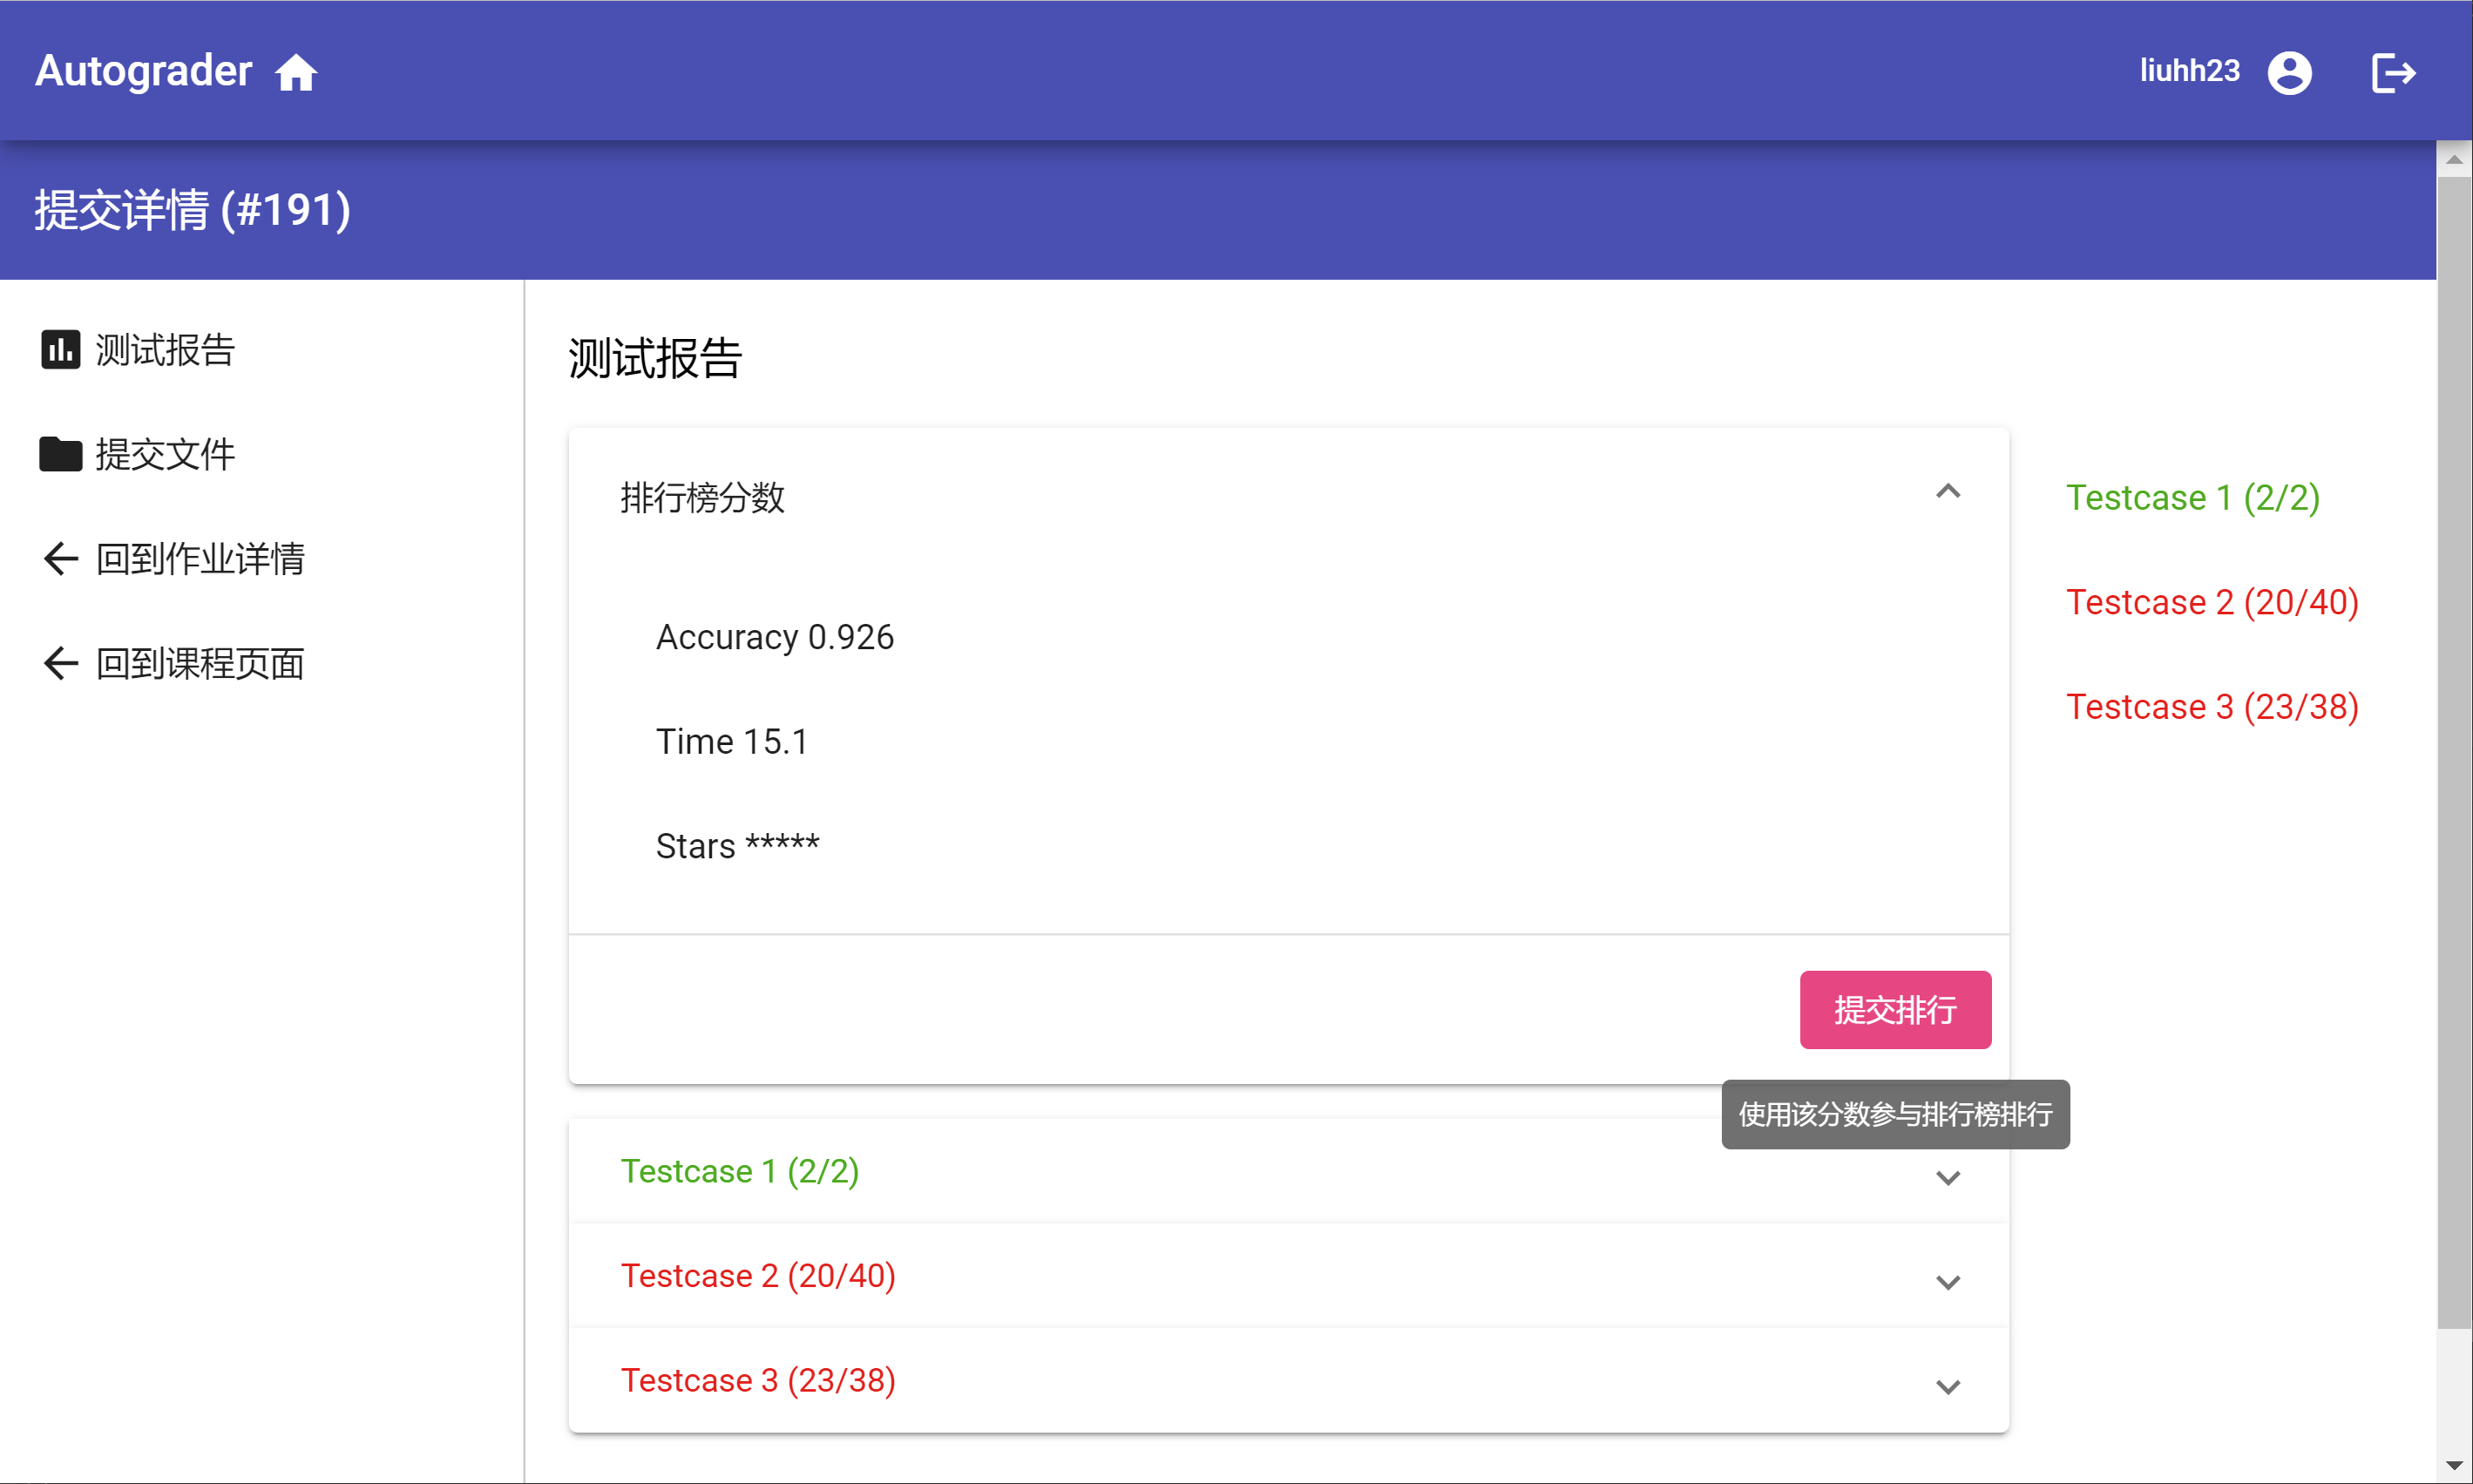 Autograder
liuhh23
提交详情 (#191)
测试报告
提交文件
回到作业详情
回到课程页面
测试报告
排行榜分数
Accuracy 0.926
Time 15.1
Stars *****
提交排行
使用该分数参与排行榜排行
Testcase 1 (2/2)
Testcase 2 (20/40)
Testcase 3 (23/38)
Testcase 1 (2/2)
Testcase 2 (20/40)
Testcase 3 (23/38)